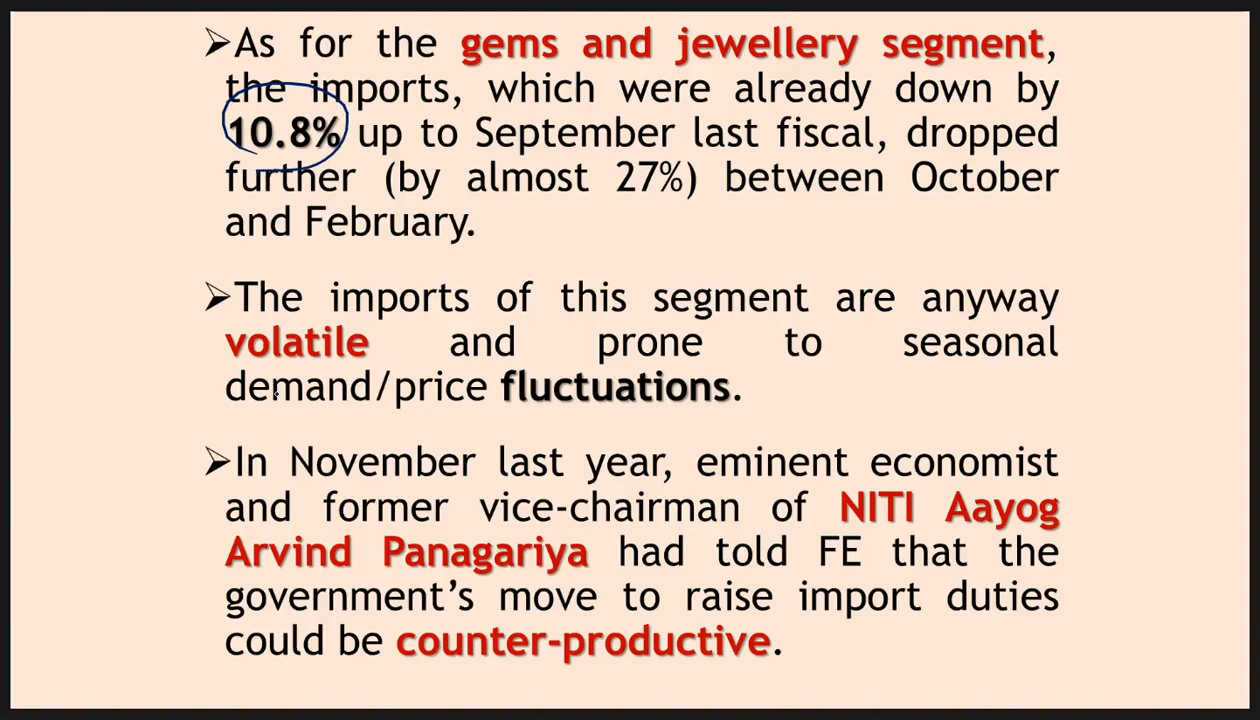 ➢As for the gems and jewellery segment,
the imports, which were already down by
10.8% up to September last fiscal, dropped
further (by almost 27%) between October
and February.
➢The imports of this segment are anyway
volatile and prone to seasonal
demand/price fluctuations.
➢In November last year, eminent economist
and former vice-chairman of NITI Aayog
Arvind Panagariya had told FE that the
government’s move to raise import duties
could be counter-productive.